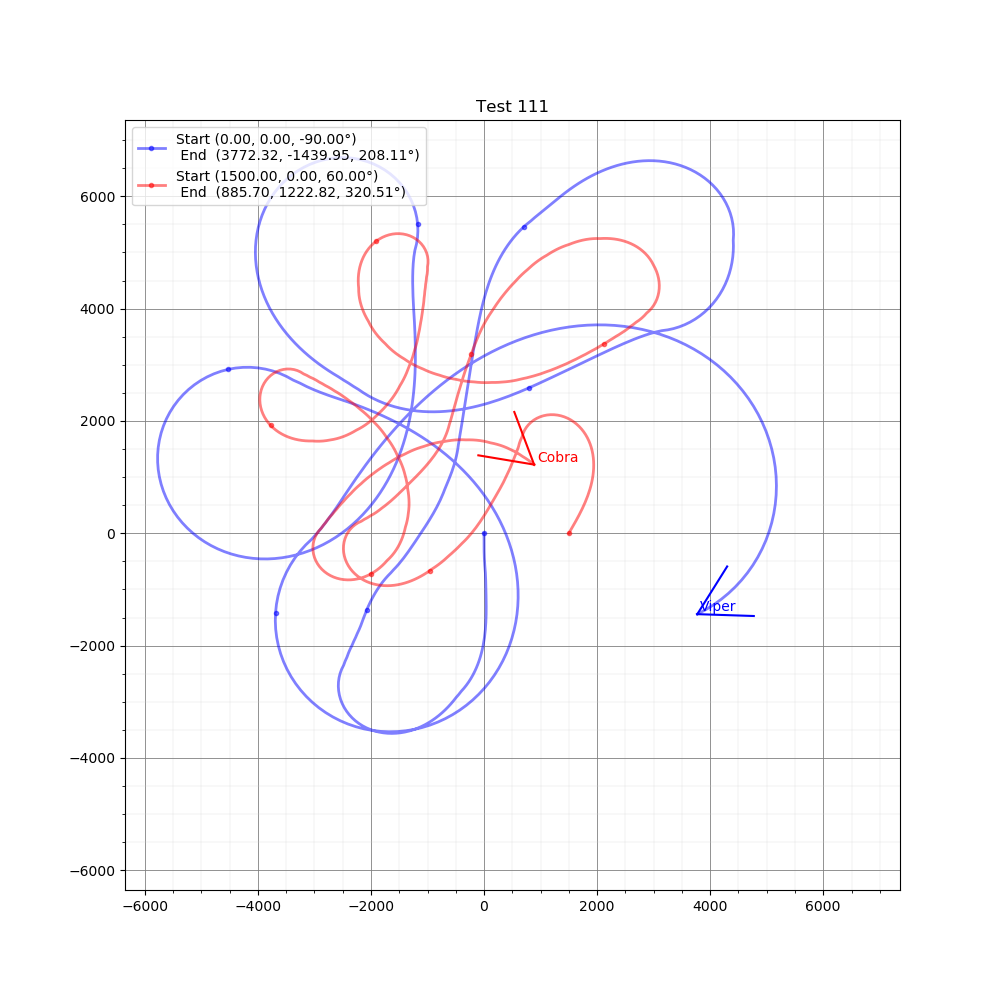 Test 111
Start (0.00, 0.00, -90.00°)
End  (3772.32, -1439.95, 208.11°)
Start (1500.00, 0.00, 60.00°)
End  (885.70, 1222.82, 320.51°)
6000
4000
Cobra
2000
0
Viper
−2000
−4000
−6000
−6000 −4000 −2000 0 2000 4000 6000